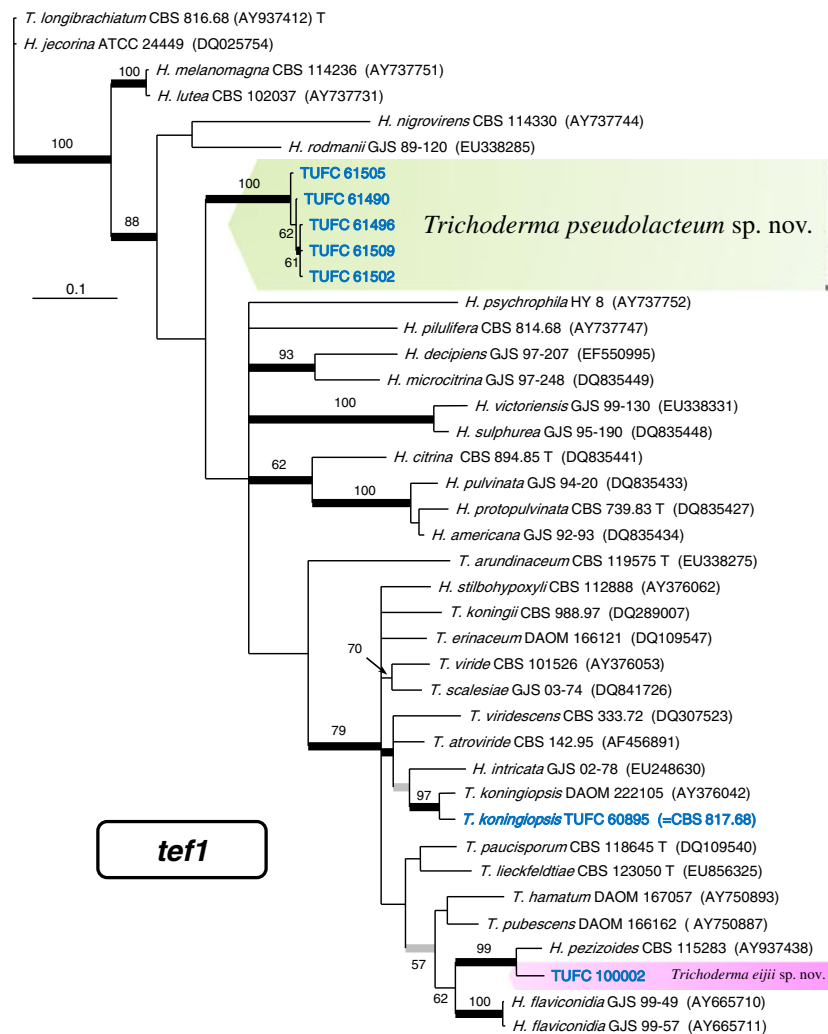 T. longibrachiatum CBS 816.68 (AY937412) T
H. jecorina ATCC 24449 (DQ025754)
100 H. melanomagna CBS 114236 (AY737751)
H. lutea CBS 102037 (AY737731)
H. nigrovirens CBS 114330 (AY737744)
100
H. rodmanii GJS 89-120 (EU338285)
TUFC 61505
100
TUFC 61490
88
62 TUFC 61496 Trichoderma pseudolacteum sp. nov.
TUFC 61509
61
TUFC 61502
0.1
H. psychrophila HY 8 (AY737752)
H. pilulifera CBS 814.68 (AY737747)
93 H. decipiens GJS 97-207 (EF550995)
H. microcitrina GJS 97-248 (DQ835449)
100 H. victoriensis GJS 99-130 (EU338331)
H. sulphurea GJS 95-190 (DQ835448)
62 H. citrina CBS 894.85 T (DQ835441)
H. pulvinata GJS 94-20 (DQ835433)
100
H. protopulvinata CBS 739.83 T (DQ835427)
H. americana GJS 92-93 (DQ835434)
T. arundinaceum CBS 119575 T (EU338275)
H. stilbohypoxyli CBS 112888 (AY376062)
T. koningii CBS 988.97 (DQ289007)
T. erinaceum DAOM 166121 (DQ109547)
70
T. viride CBS 101526 (AY376053)
T. scalesiae GJS 03-74 (DQ841726)
T. viridescens CBS 333.72 (DQ307523)
79
T. atroviride CBS 142.95 (AF456891)
H. intricata GJS 02-78 (EU248630)
97 T. koningiopsis DAOM 222105 (AY376042)
T. koningiopsis TUFC 60895 (=CBS 817.68)
tef1
T. paucisporum CBS 118645 T (DQ109540)
T. lieckfeldtiae CBS 123050 T (EU856325)
T. hamatum DAOM 167057 (AY750893)
T. pubescens DAOM 166162 ( AY750887)
99 H. pezizoides CBS 115283 (AY937438)
57
TUFC 100002 Trichoderma eijii sp. nov.
62
100 H. flaviconidia GJS 99-49 (AY665710)
H. flaviconidia GJS 99-57 (AY665711)